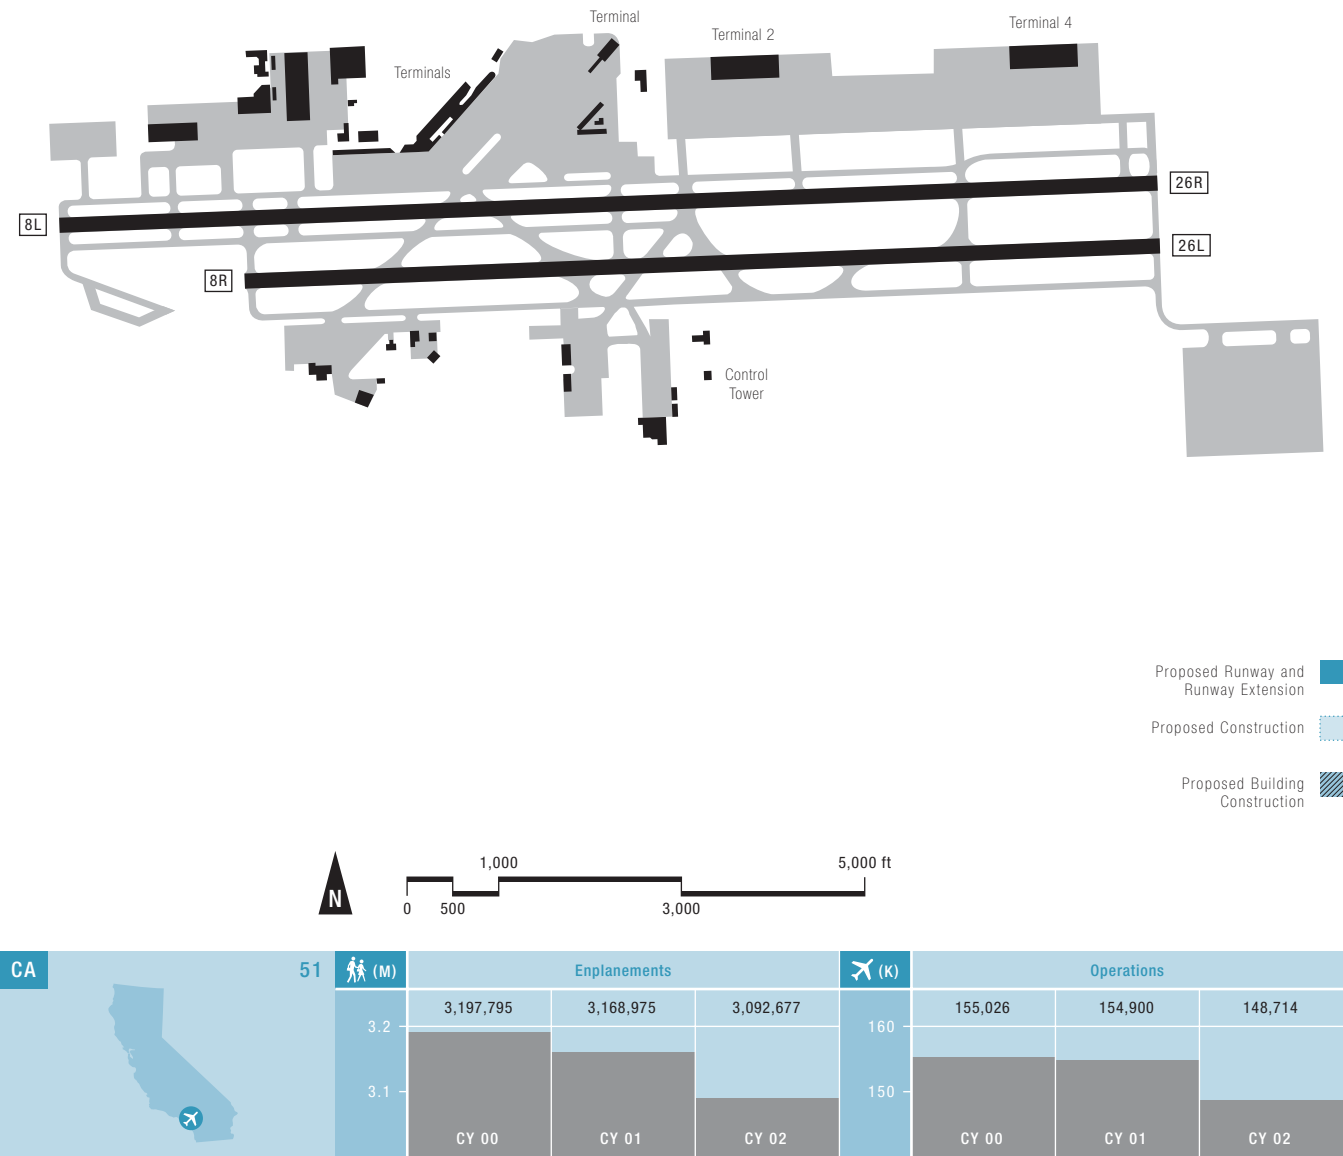 Terminal
Terminal 2
Terminal 4
Terminals
26R
8L
26L
8R
Control
Tower
Proposed Runway and
Runway Extension
Proposed Construction
Proposed Building
Construction
1,000
5,000 ft
N
0
500
3,000
CA
51
(M)
Enplanements
(K)
Operations
3,197,795
3,168,975
3,092,677
155,026
154,900
148,714
3.2
160
3.1
150
CY 00
CY 01
CY 02
CY 00
CY 01
CY 02